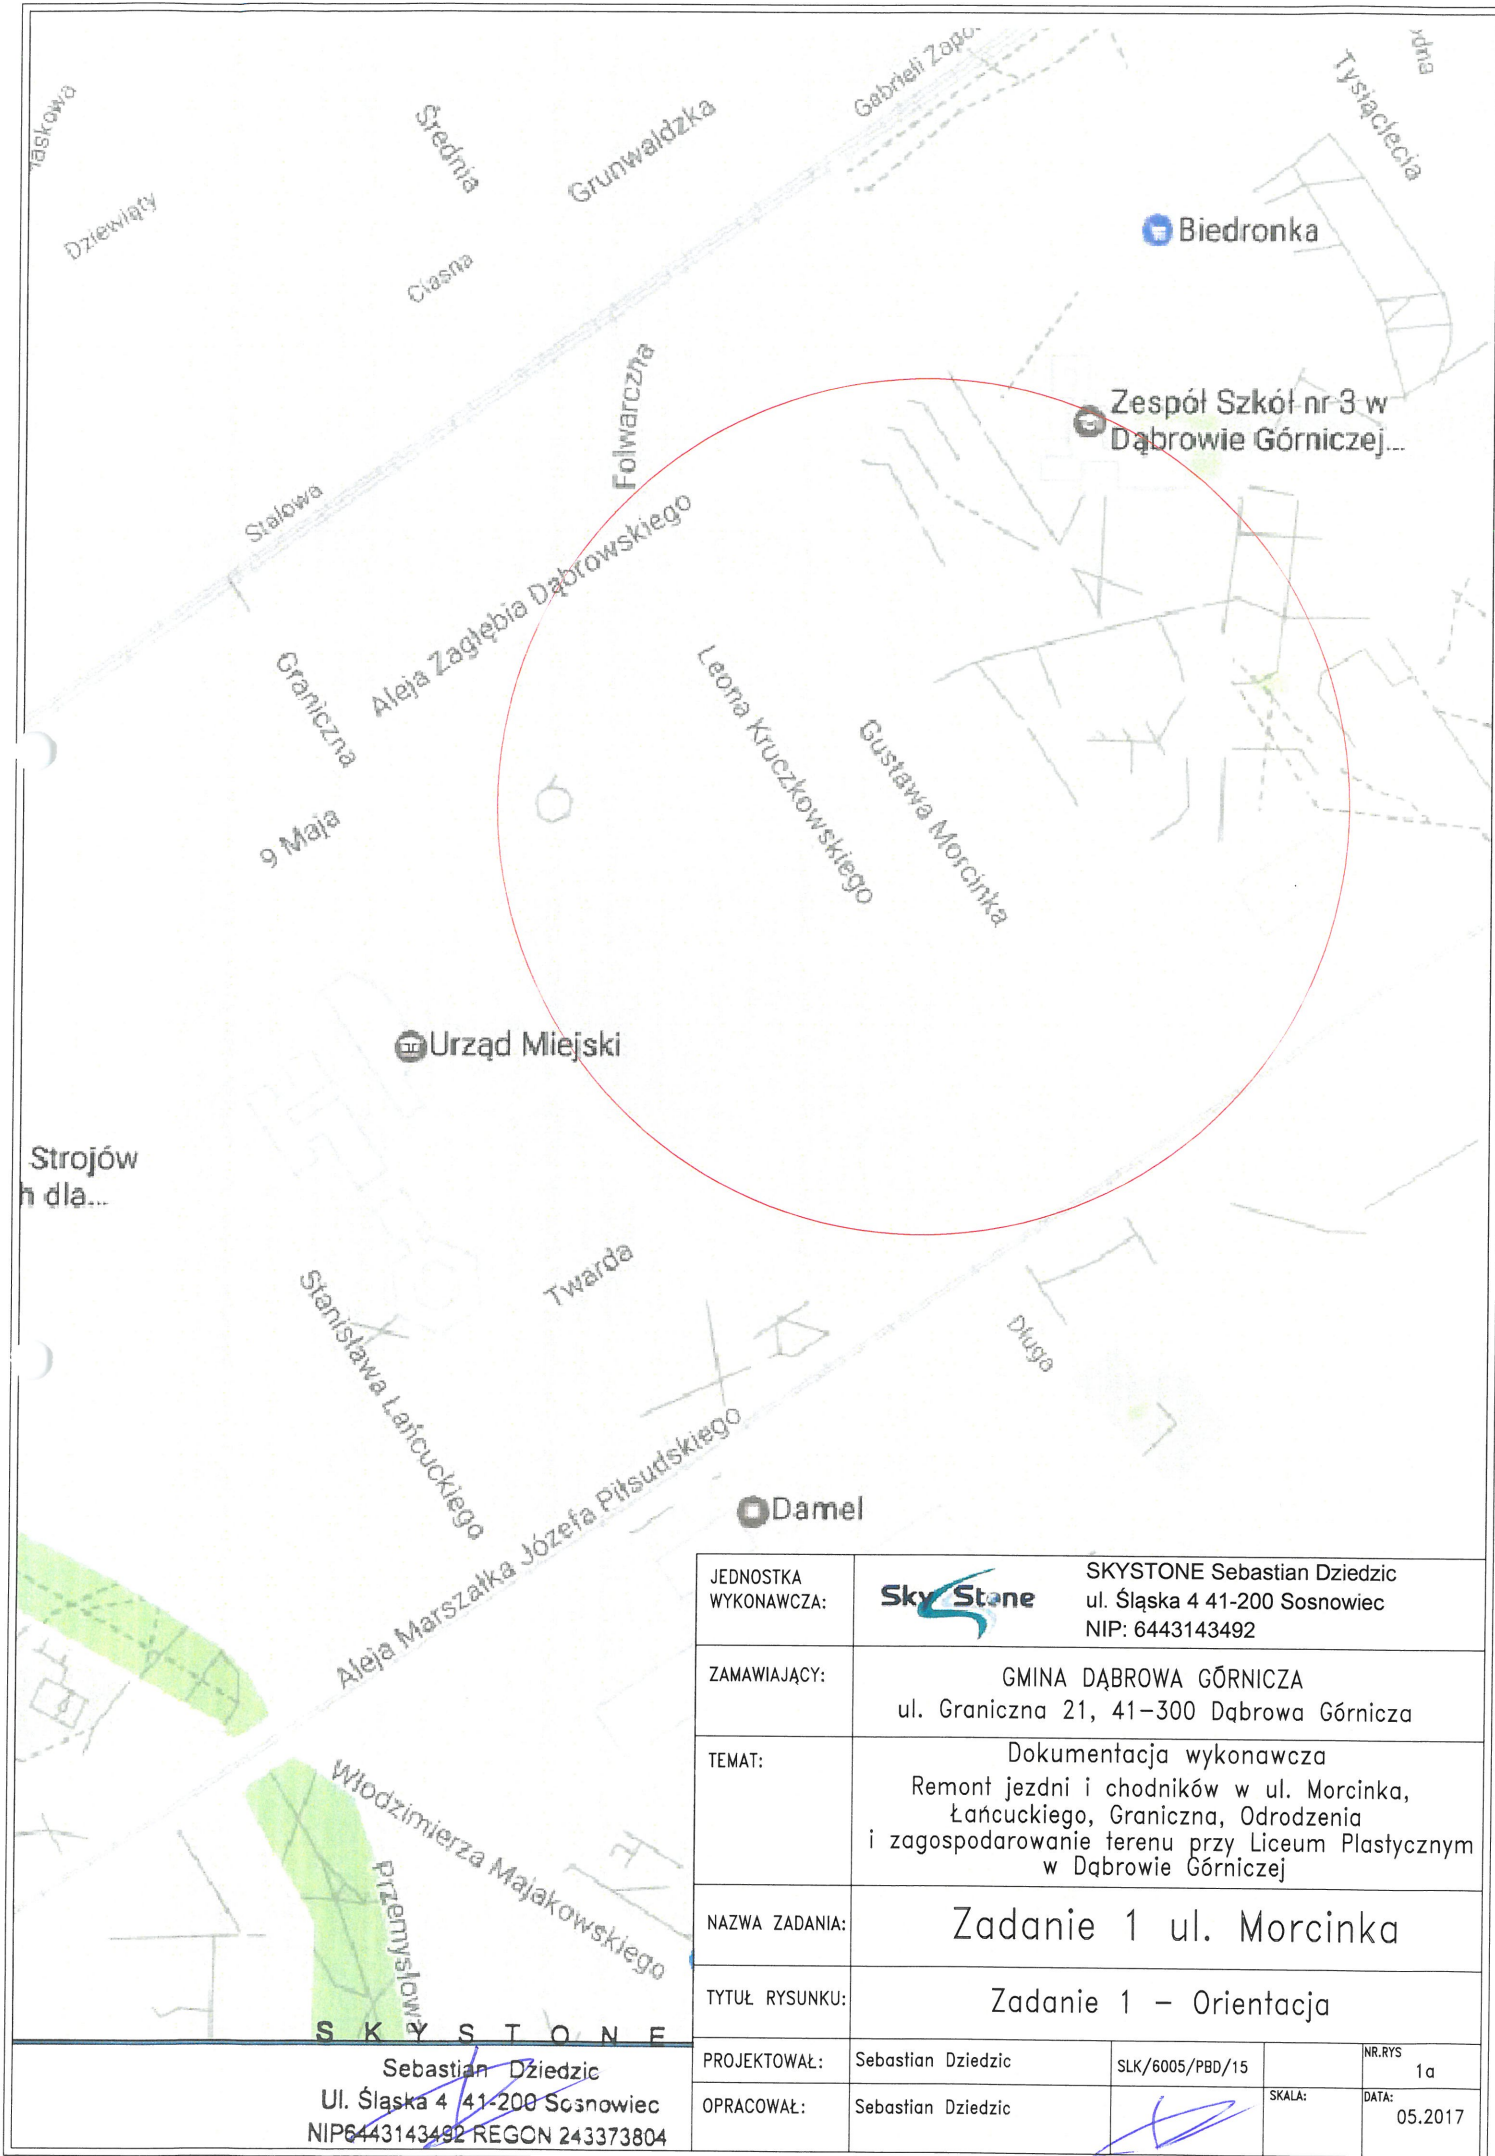 Średnia
Grunwaldzka
Tysiąclecia
Dziewiąty
Ciasna
Biedronka
Folwarczna
Zespół Szkół nr 3 w
Dąbrowie Górniczej...
Stalowa
Aleja Zagłębia Dąbrowskiego
Graniczna
Leona Kruczkowskiego
Gustawa Morcinka
9 Maja
Urząd Miejski
Strojów
h dla...
Twarda
Stanisława Łańcuckiego
Długa
Aleja Marszałka Józefa Piłsudskiego
Damel
Włodzimierza Majakowskiego
Przemysłowa
JEDNOSTKA
WYKONAWCZA:
Sky Stone
SKYSTONE Sebastian Dziedzic
ul. Śląska 4 41-200 Sosnowiec
NIP: 6443143492
ZAMAWIAJĄCY:
GMINA DĄBROWA GÓRNICZA
ul. Graniczna 21, 41-300 Dąbrowa Górnicza
TEMAT:
Dokumentacja wykonawcza
Remont jezdni i chodników w ul. Morcinka,
Łańcuckiego, Graniczna, Odrodzenia
i zagospodarowanie terenu przy Liceum Plastycznym
w Dąbrowie Górniczej
NAZWA ZADANIA:
Zadanie 1 ul. Morcinka
TYTUŁ RYSUNKU:
Zadanie 1 – Orientacja
PROJEKTOWAŁ: Sebastian Dziedzic SLK/6005/PBD/15
NR.RYS
1a
OPRACOWAŁ: Sebastian Dziedzic
SKALA:
DATA:
05.2017
SKYSTONE
Sebastian Dziedzic
Ul. Śląska 4 41-200 Sosnowiec
NIP6443143492 REGON 243373804